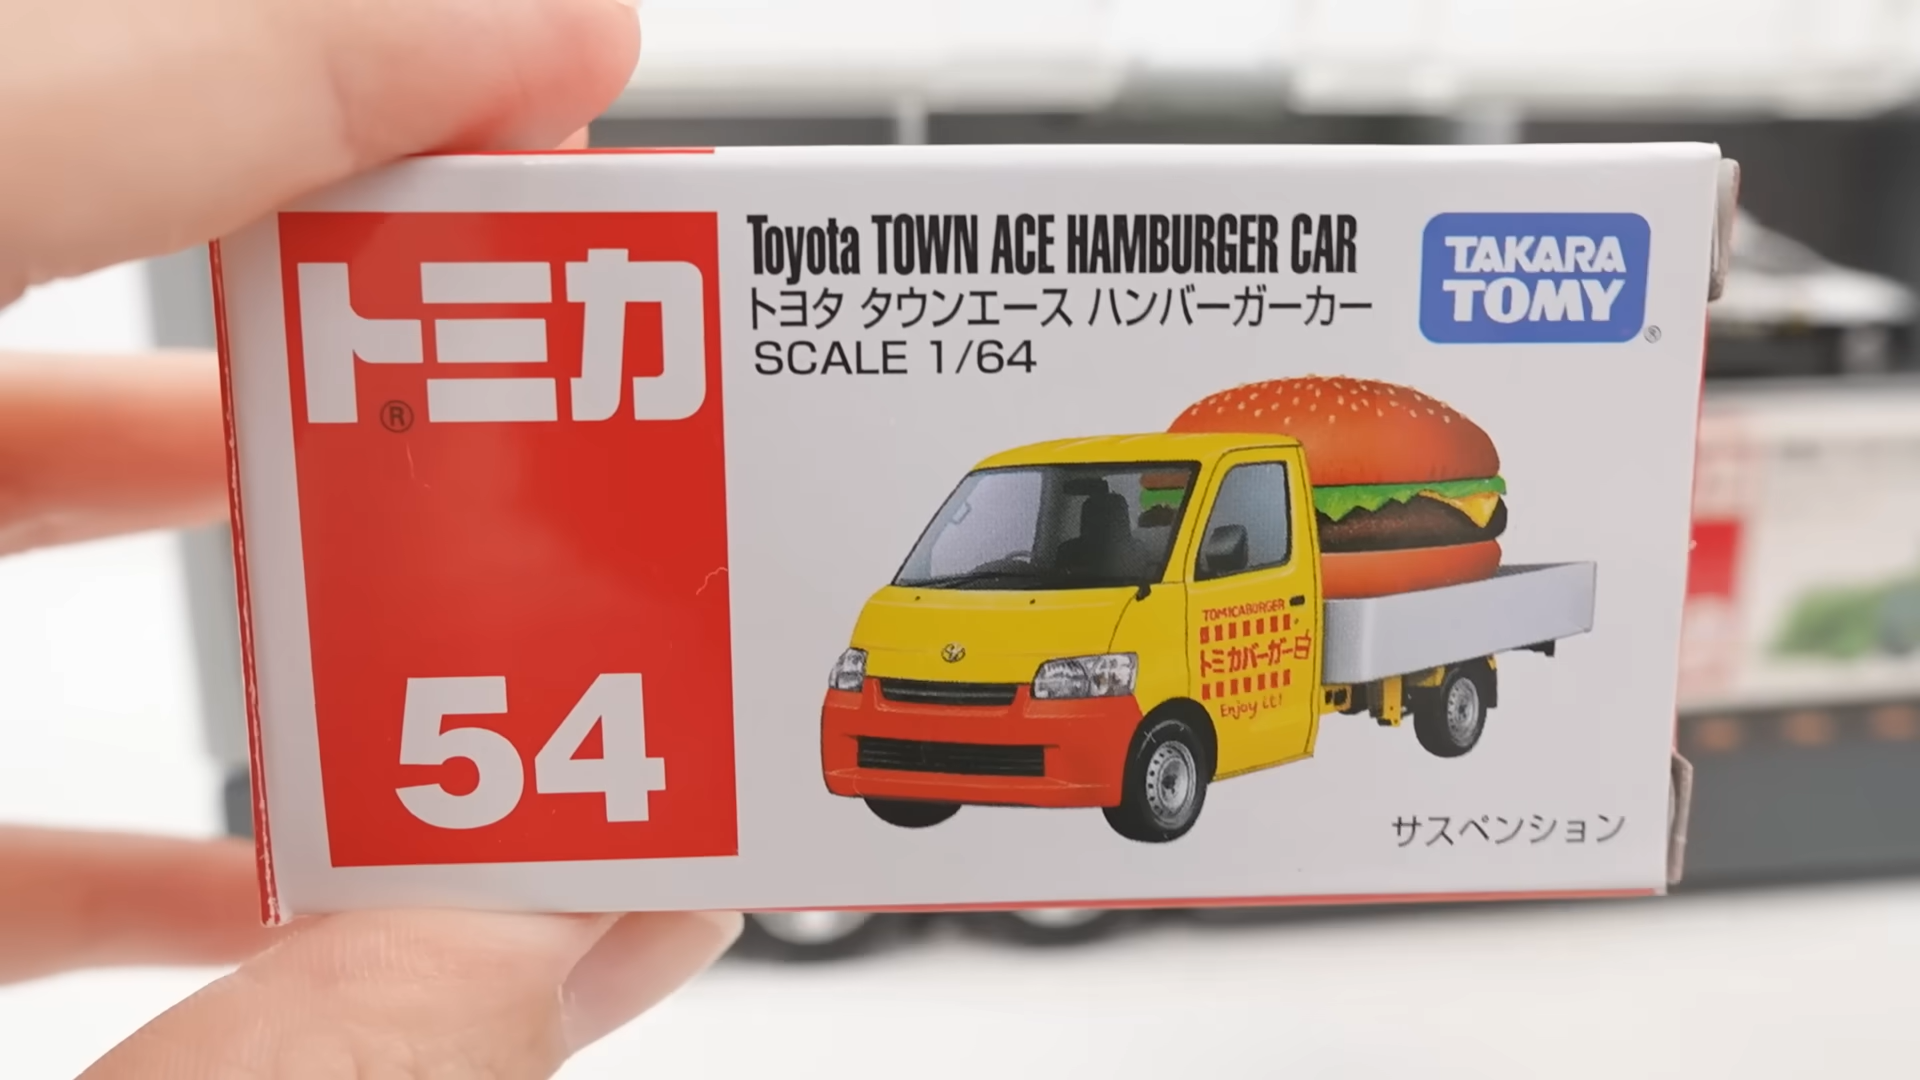 トミカ
®
54
Toyota TOWN ACE HAMBURGER CAR
トヨタ タウンエース ハンバーガーカー
SCALE 1/64
TAKARA
TOMY
®
TOMICABURGER
トミカバーガー
Enjoy it!
サスペンション